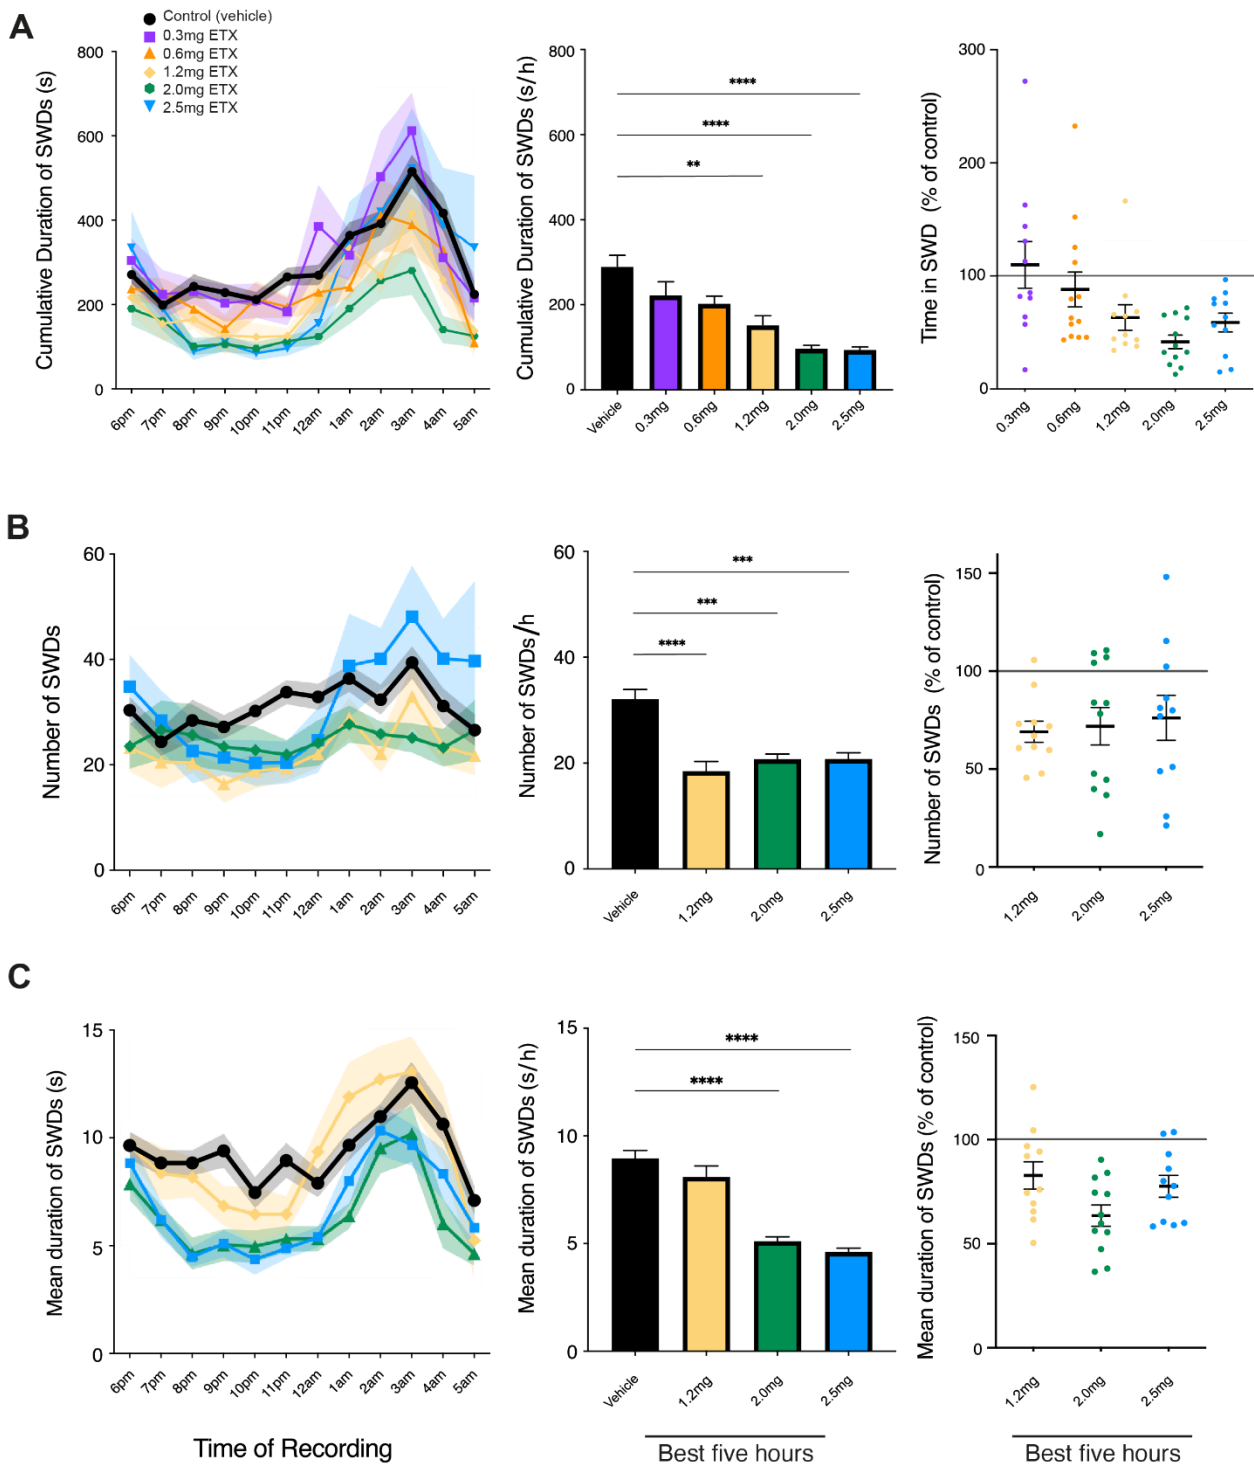 A
Control (vehicle)
0.3mg ETX
0.6mg ETX
1.2mg ETX
2.0mg ETX
2.5mg ETX
Cumulative Duration of SWDs (s)
800
600
400
200
0
6pm 7pm 8pm 9pm 10pm 11pm 12am 1am 2am 3am 4am 5am
Cumulative Duration of SWDs (s/h)
800
600
400
200
0
****
****
**
Vehicle 0.3mg 0.6mg 1.2mg 2.0mg 2.5mg
Time in SWD (% of control)
300
200
100
0
0.3mg 0.6mg 1.2mg 2.0mg 2.5mg
B
Number of SWDs
60
40
20
0
6pm 7pm 8pm 9pm 10pm 11pm 12am 1am 2am 3am 4am 5am
Number of SWDs/h
60
40
20
0
***
***
****
Vehicle 1.2mg 2.0mg 2.5mg
Number of SWDs (% of control)
150
100
50
0
1.2mg 2.0mg 2.5mg
C
Mean duration of SWDs (s)
15
10
5
0
6pm 7pm 8pm 9pm 10pm 11pm 12am 1am 2am 3am 4am 5am
Time of Recording
Mean duration of SWDs (s/h)
15
10
5
0
****
****
Vehicle 1.2mg 2.0mg 2.5mg
Best five hours
Mean duration of SWDs (% of control)
150
100
50
0
1.2mg 2.0mg 2.5mg
Best five hours